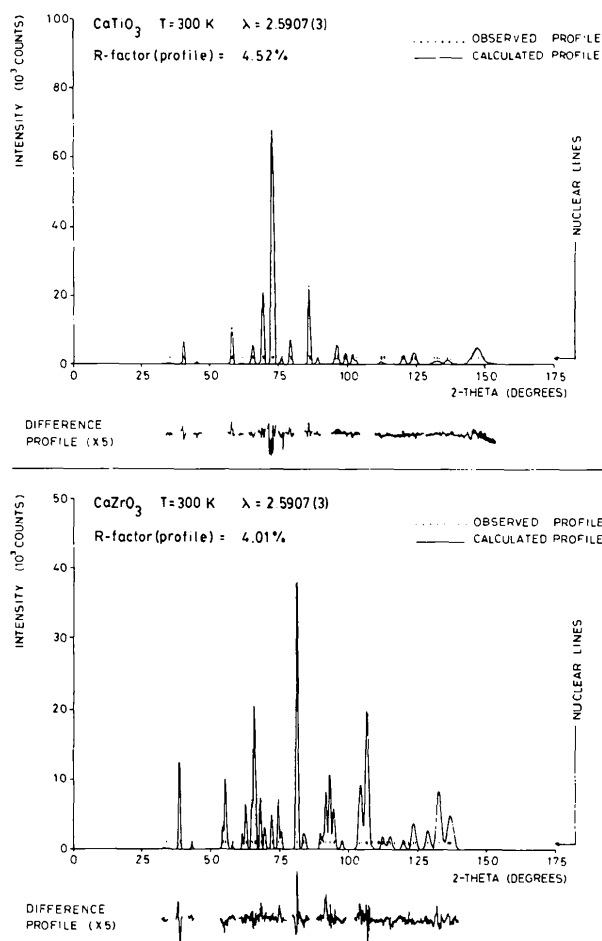 CaTiO3 T=300 K λ = 2.5907(3)
R-factor(profile) = 4.52%
OBSERVED PROFILE
CALCULATED PROFILE
INTENSITY (10³ COUNTS)
100
80
60
40
20
0
0 25 50 75 100 125 150 175
2-THETA (DEGREES)
NUCLEAR LINES
DIFFERENCE
PROFILE (X5)
CaZrO3 T=300 K λ = 2.5907(3)
R-factor(profile) = 4.01%
OBSERVED PROFILE
CALCULATED PROFILE
INTENSITY (10³ COUNTS)
50
40
30
20
10
0
0 25 50 75 100 125 150 175
2-THETA (DEGREES)
NUCLEAR LINES
DIFFERENCE
PROFILE (X5)